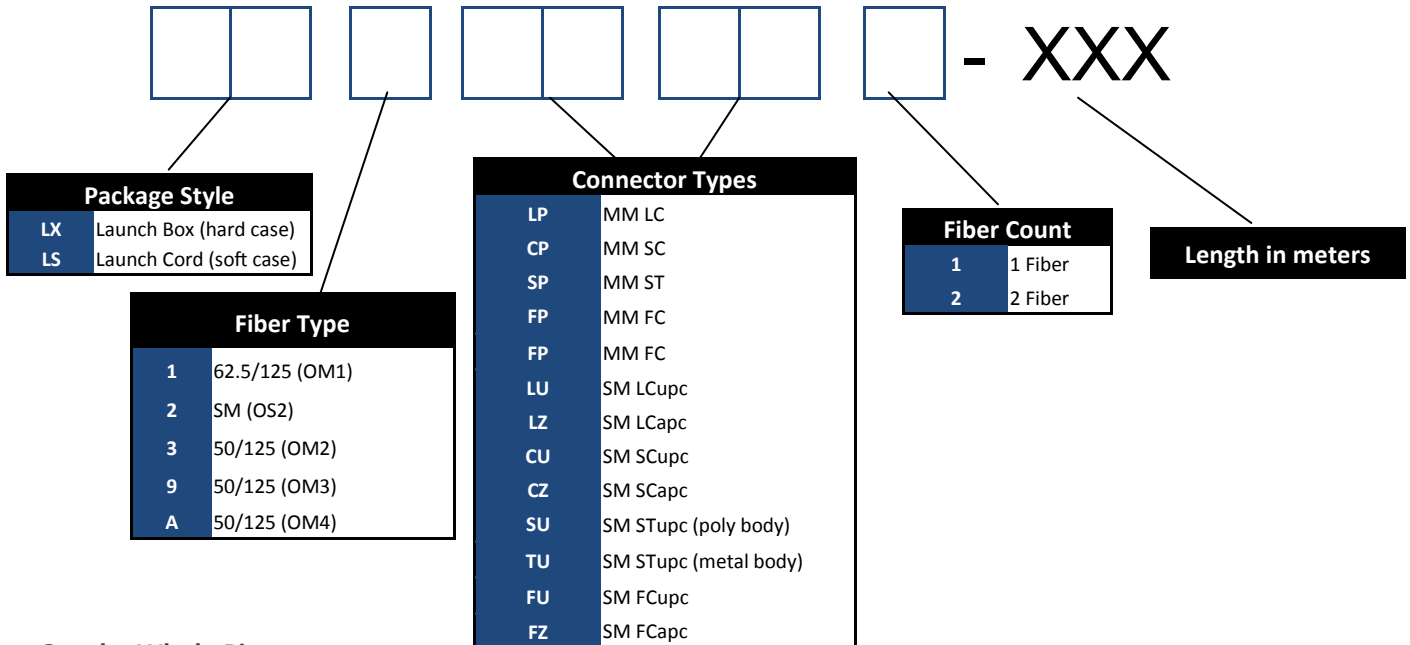 - XXX
Package Style
LX Launch Box (hard case)
LS Launch Cord (soft case)
Fiber Type
1 62.5/125 (OM1)
2 SM (OS2)
3 50/125 (OM2)
9 50/125 (OM3)
A 50/125 (OM4)
Connector Types
LP MM LC
CP MM SC
SP MM ST
FP MM FC
FP MM FC
LU SM LCupc
LZ SM LCapc
CU SM SCupc
CZ SM SCapc
SU SM STupc (poly body)
TU SM STupc (metal body)
FU SM FCupc
FZ SM FCapc
Fiber Count
1 1 Fiber
2 2 Fiber
Length in meters